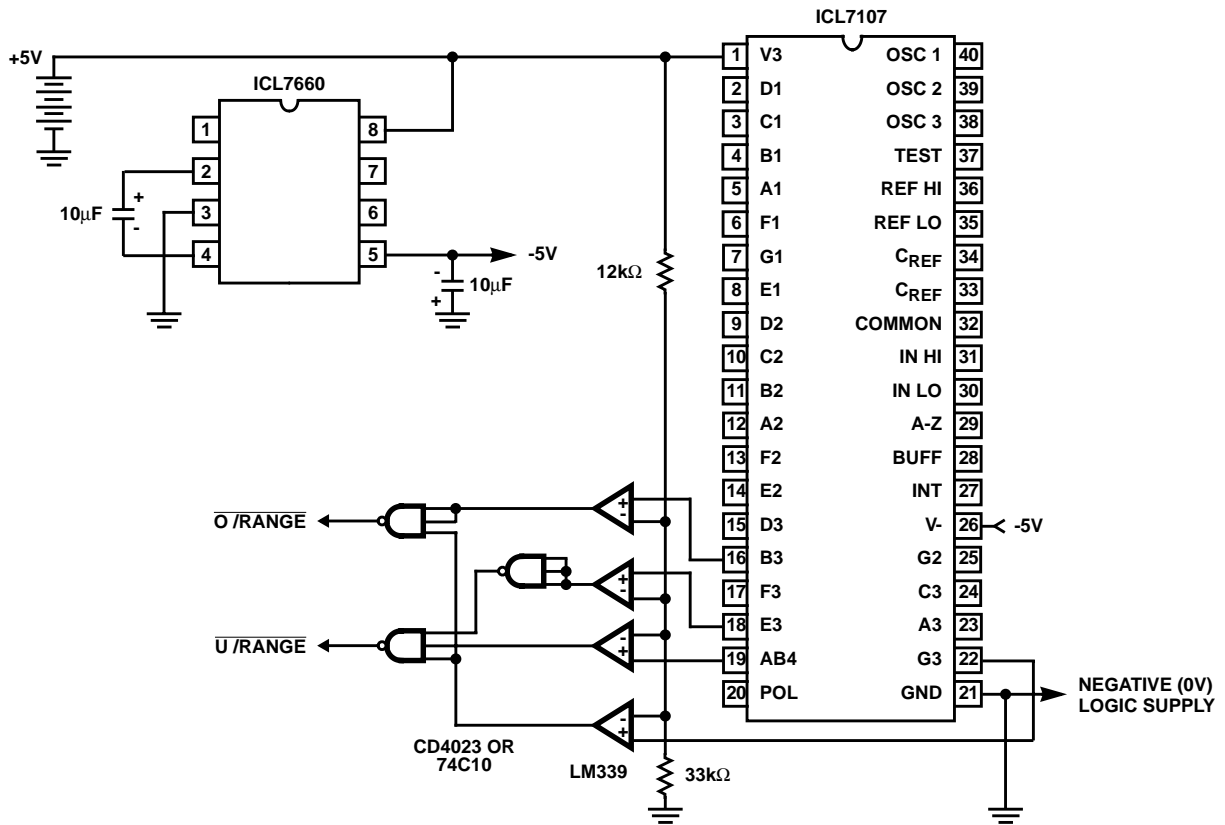 +5V
ICL7660
1
2
3
4
8
7
6
5
10µF
+
-
-5V
-
+
10µF
12kΩ
ICL7107
1 V3
2 D1
3 C1
4 B1
5 A1
6 F1
7 G1
8 E1
9 D2
10 C2
11 B2
12 A2
13 F2
14 E2
15 D3
16 B3
17 F3
18 E3
19 AB4
20 POL
OSC 1 40
OSC 2 39
OSC 3 38
TEST 37
REF HI 36
REF LO 35
CREF 34
CREF 33
COMMON 32
IN HI 31
IN LO 30
A-Z 29
BUFF 28
INT 27
V- 26
G2 25
C3 24
A3 23
G3 22
GND 21
-5V
NEGATIVE (0V)
LOGIC SUPPLY
O /RANGE
+
-
+
-
U /RANGE
-
+
-
+
CD4023 OR
74C10
LM339
33kΩ